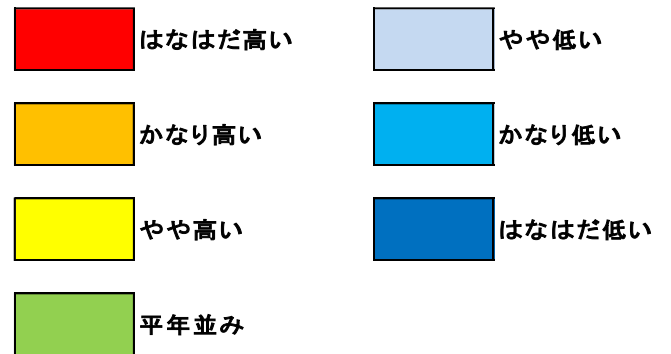 はなはだ高い
かなり高い
やや高い
平年並み
やや低い
かなり低い
はなはだ低い